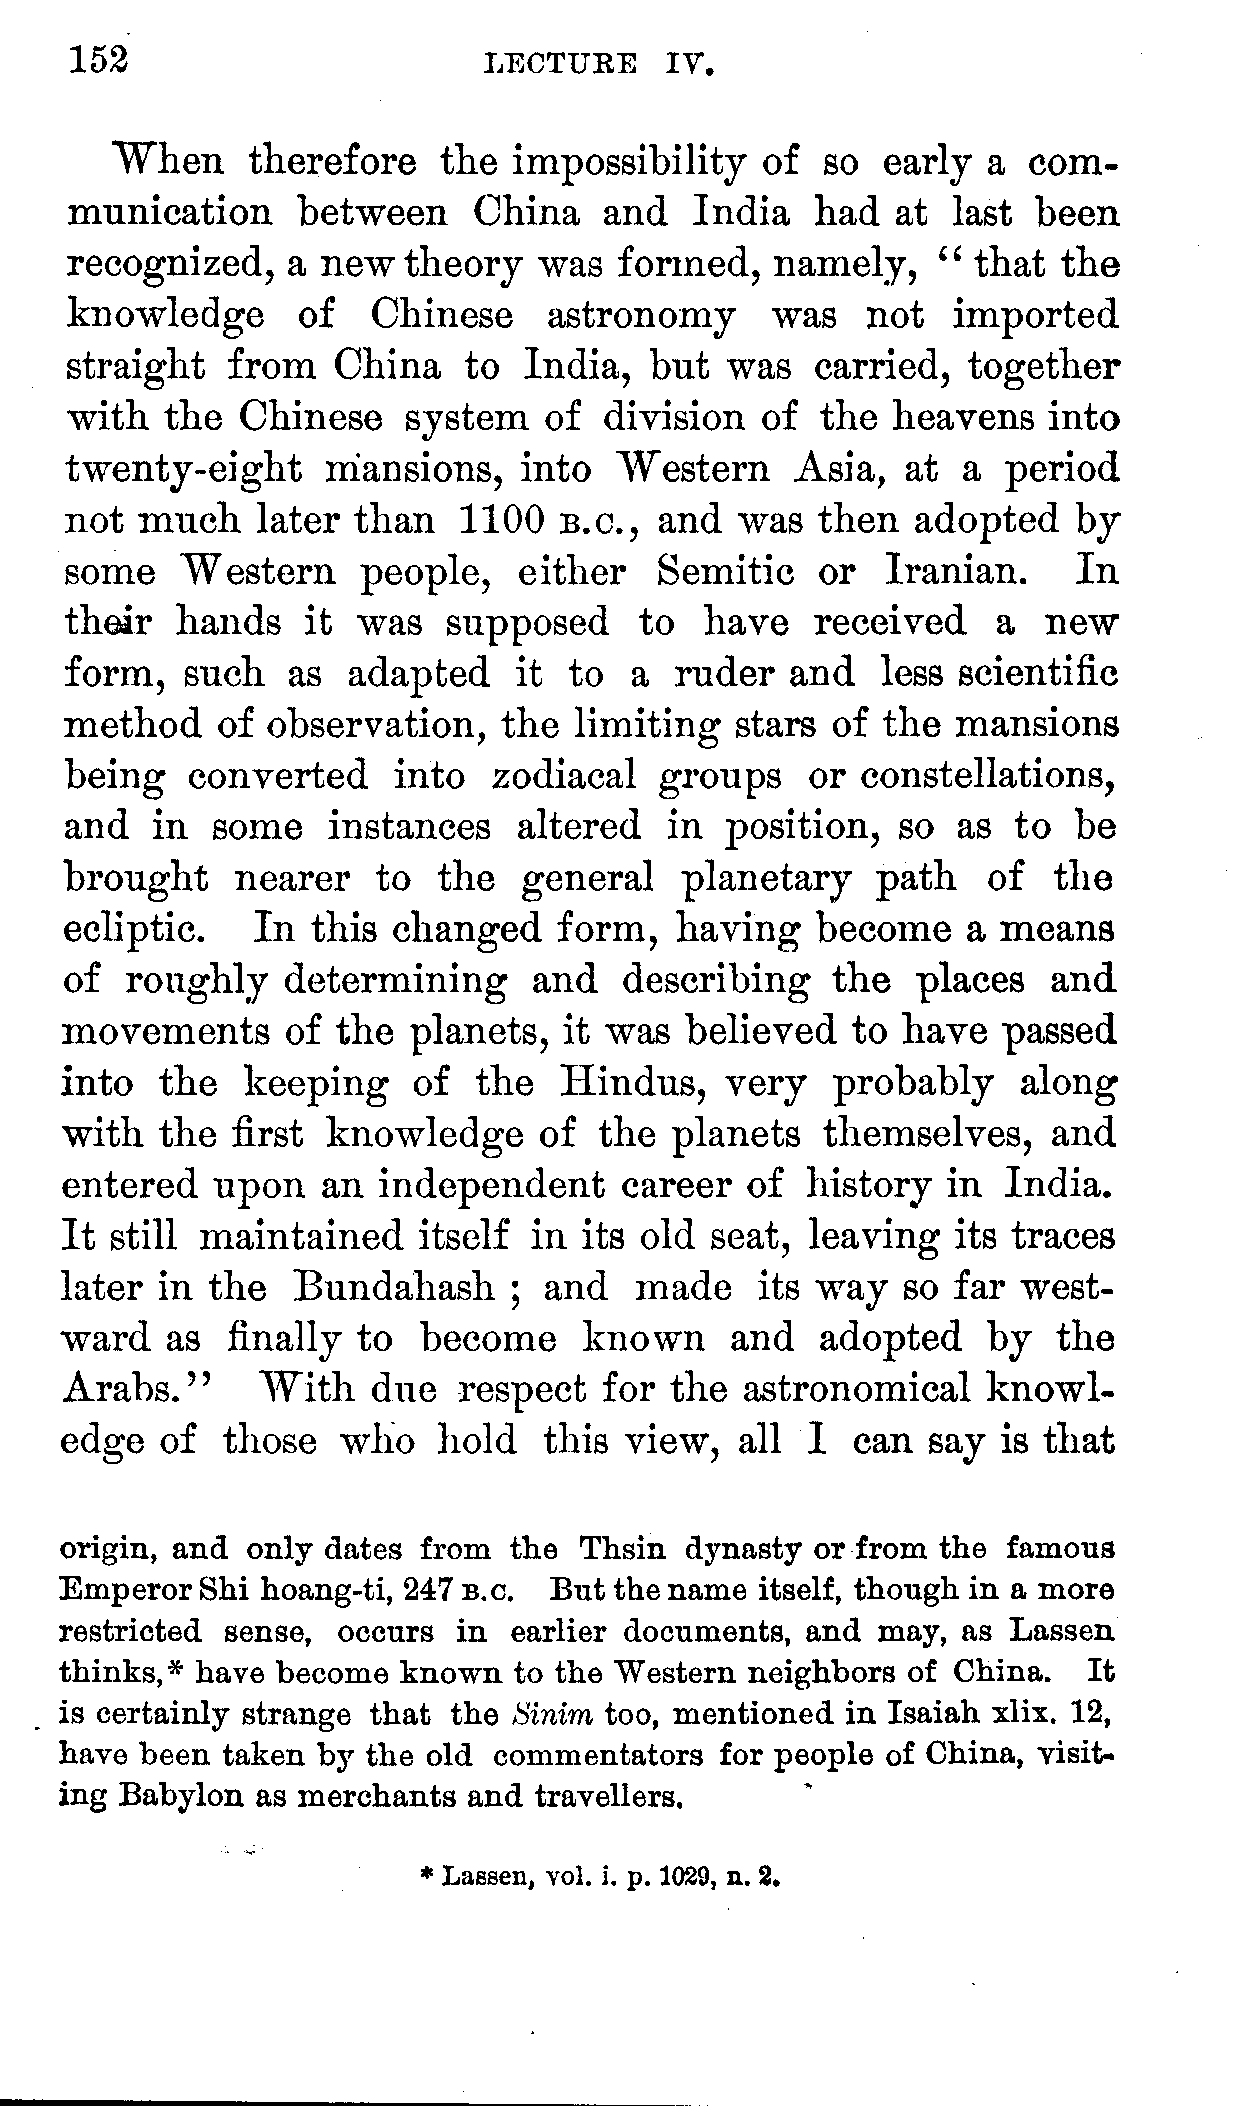 152 LECTURE IV.
When therefore the impossibility of so early a com-
munication between China and India had at last been
recognized, a new theory was formed, namely, “ that the
knowledge of Chinese astronomy was not imported
straight from China to India, but was carried, together
with the Chinese system of division of the heavens into
twenty-eight mansions, into Western Asia, at a period
not much later than 1100 B.C., and was then adopted by
some Western people, either Semitic or Iranian. In
their hands it was supposed to have received a new
form, such as adapted it to a ruder and less scientific
method of observation, the limiting stars of the mansions
being converted into zodiacal groups or constellations,
and in some instances altered in position, so as to be
brought nearer to the general planetary path of the
ecliptic. In this changed form, having become a means
of roughly determining and describing the places and
movements of the planets, it was believed to have passed
into the keeping of the Hindus, very probably along
with the first knowledge of the planets themselves, and
entered upon an independent career of history in India.
It still maintained itself in its old seat, leaving its traces
later in the Bundahash ; and made its way so far west-
ward as finally to become known and adopted by the
Arabs.” With due respect for the astronomical knowl-
edge of those who hold this view, all I can say is that
origin, and only dates from the Thsin dynasty or from the famous
Emperor Shi hoang-ti, 247 B.C. But the name itself, though in a more
restricted sense, occurs in earlier documents, and may, as Lassen
thinks,* have become known to the Western neighbors of China. It
is certainly strange that the Sinim too, mentioned in Isaiah xlix. 12,
have been taken by the old commentators for people of China, visit-
ing Babylon as merchants and travellers.
* Lassen, vol. i. p. 1029, n. 2.